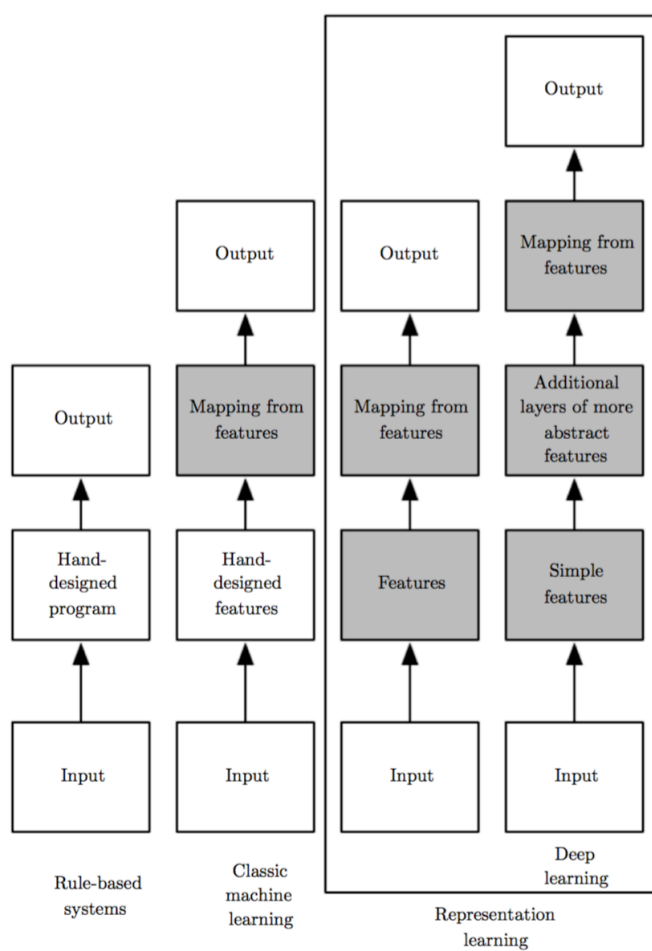 Output
Output
Mapping from
features
Output
Mapping from
features
Output
Mapping from
features
Additional
layers of more
abstract
features
Hand-
designed
program
Hand-
designed
features
Features
Simple
features
Input
Input
Input
Input
Rule-based
systems
Classic
machine
learning
Deep
learning
Representation
learning